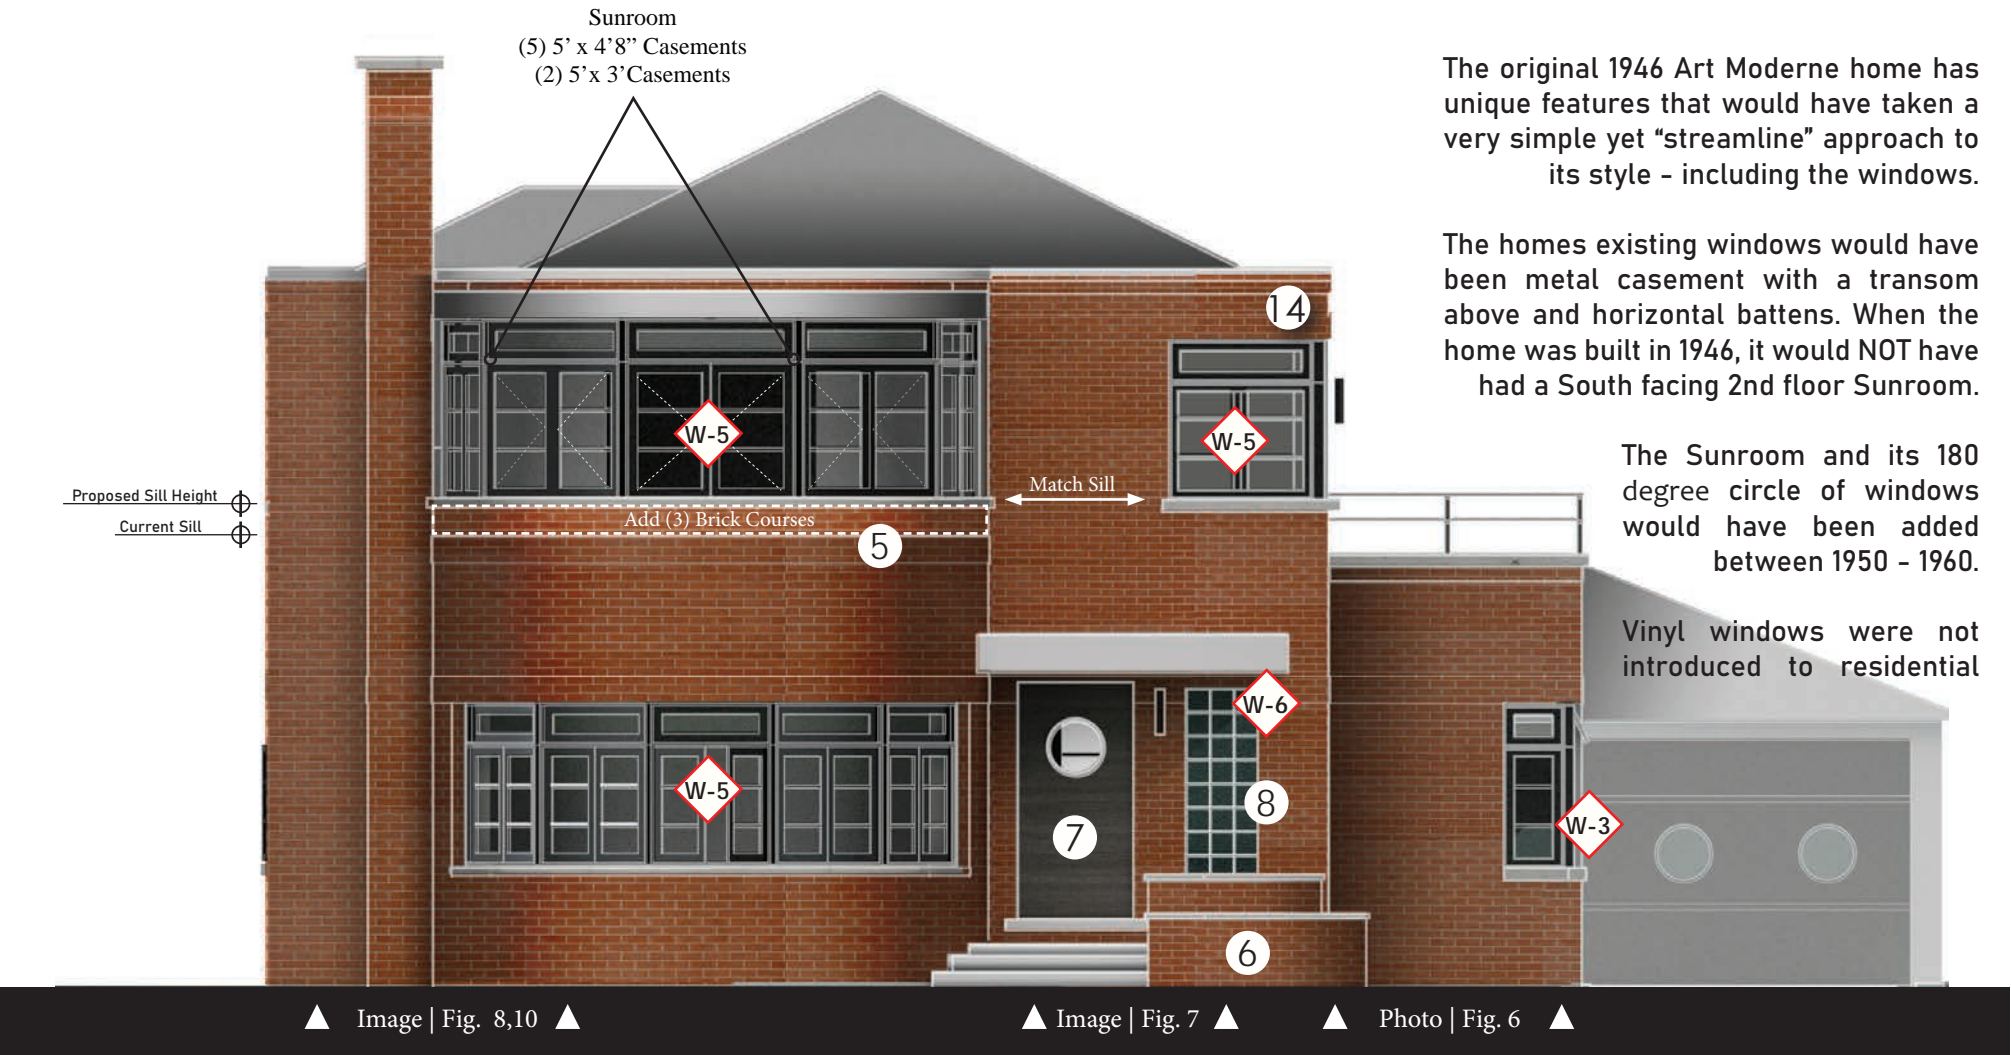 Sunroom
(5) 5’ x 4’8” Casements
(2) 5’x 3’Casements
The original 1946 Art Moderne home has
unique features that would have taken a
very simple yet “streamline” approach to
its style - including the windows.
The homes existing windows would have
been metal casement with a transom
above and horizontal battens. When the
home was built in 1946, it would NOT have
had a South facing 2nd floor Sunroom.
The Sunroom and its 180
degree circle of windows
would have been added
between 1950 - 1960.
Vinyl windows were not
introduced to residential
14
W-5
W-5
Match Sill
Proposed Sill Height
Current Sill
Add (3) Brick Courses
5
W-6
W-5
8
7
W-3
6
Image | Fig. 8,10
Image | Fig. 7
Photo | Fig. 6